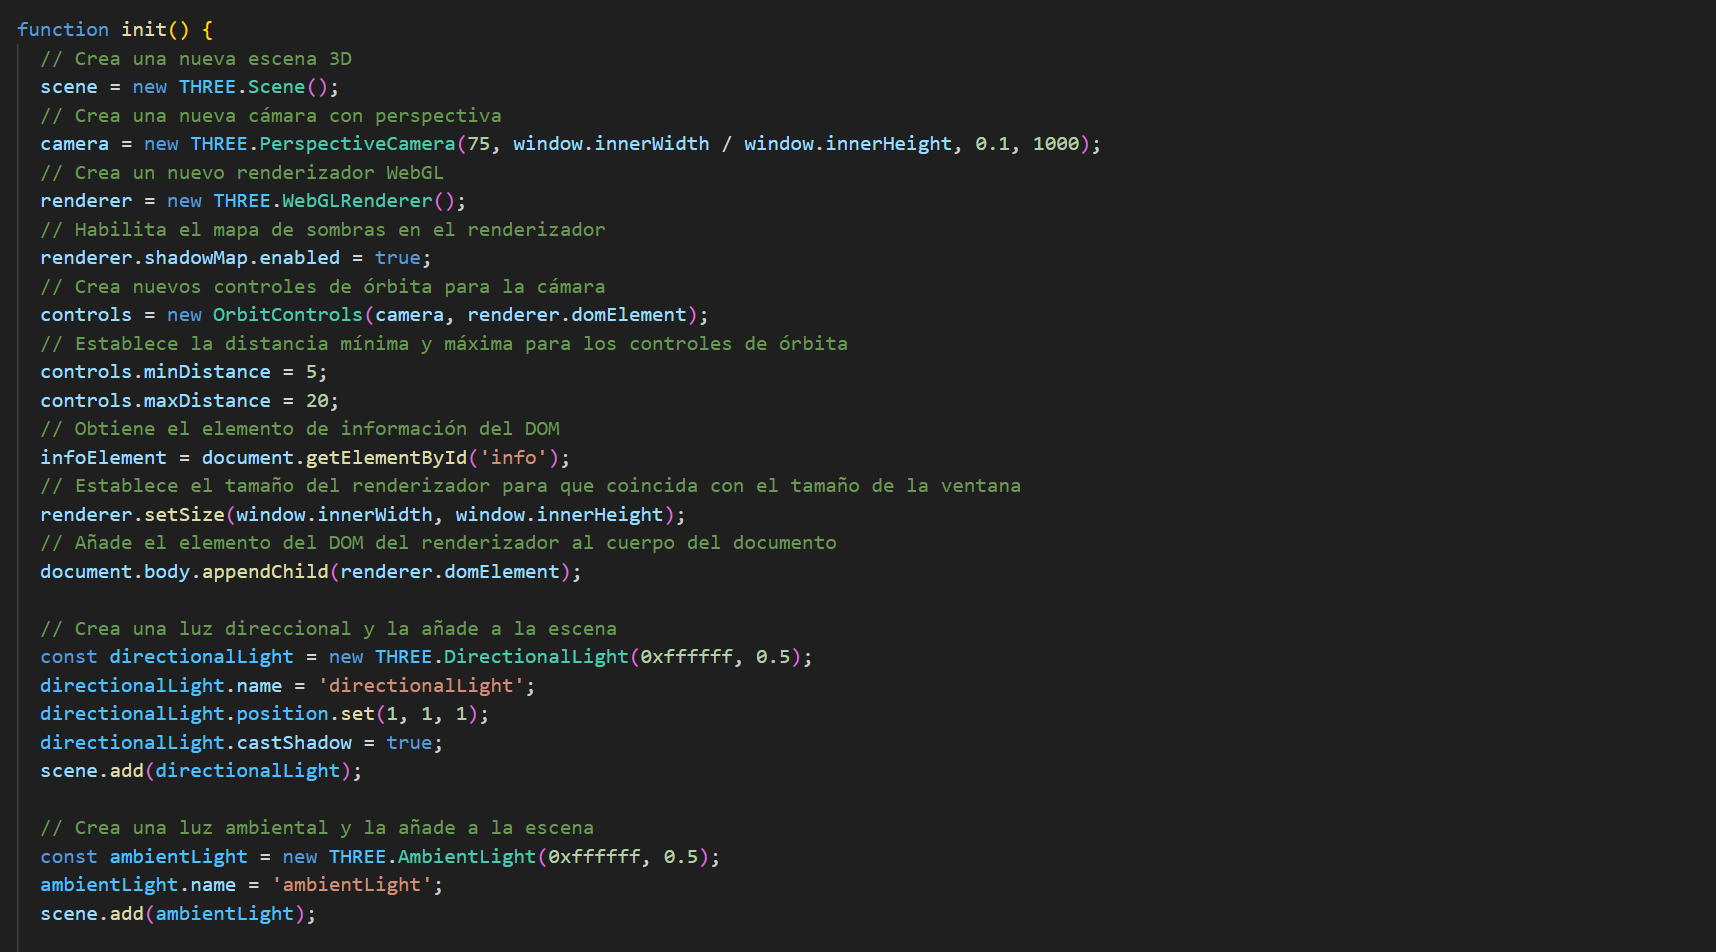 function init() {
// Crea una nueva escena 3D
scene = new THREE.Scene();
// Crea una nueva cámara con perspectiva
camera = new THREE.PerspectiveCamera(75, window.innerWidth / window.innerHeight, 0.1, 1000);
// Crea un nuevo renderizador WebGL
renderer = new THREE.WebGLRenderer();
// Habilita el mapa de sombras en el renderizador
renderer.shadowMap.enabled = true;
// Crea nuevos controles de órbita para la cámara
controls = new OrbitControls(camera, renderer.domElement);
// Establece la distancia mínima y máxima para los controles de órbita
controls.minDistance = 5;
controls.maxDistance = 20;
// Obtiene el elemento de información del DOM
infoElement = document.getElementById('info');
// Establece el tamaño del renderizador para que coincida con el tamaño de la ventana
renderer.setSize(window.innerWidth, window.innerHeight);
// Añade el elemento del DOM del renderizador al cuerpo del documento
document.body.appendChild(renderer.domElement);
// Crea una luz direccional y la añade a la escena
const directionalLight = new THREE.DirectionalLight(0xffffff, 0.5);
directionalLight.name = 'directionalLight';
directionalLight.position.set(1, 1, 1);
directionalLight.castShadow = true;
scene.add(directionalLight);
// Crea una luz ambiental y la añade a la escena
const ambientLight = new THREE.AmbientLight(0xffffff, 0.5);
ambientLight.name = 'ambientLight';
scene.add(ambientLight);